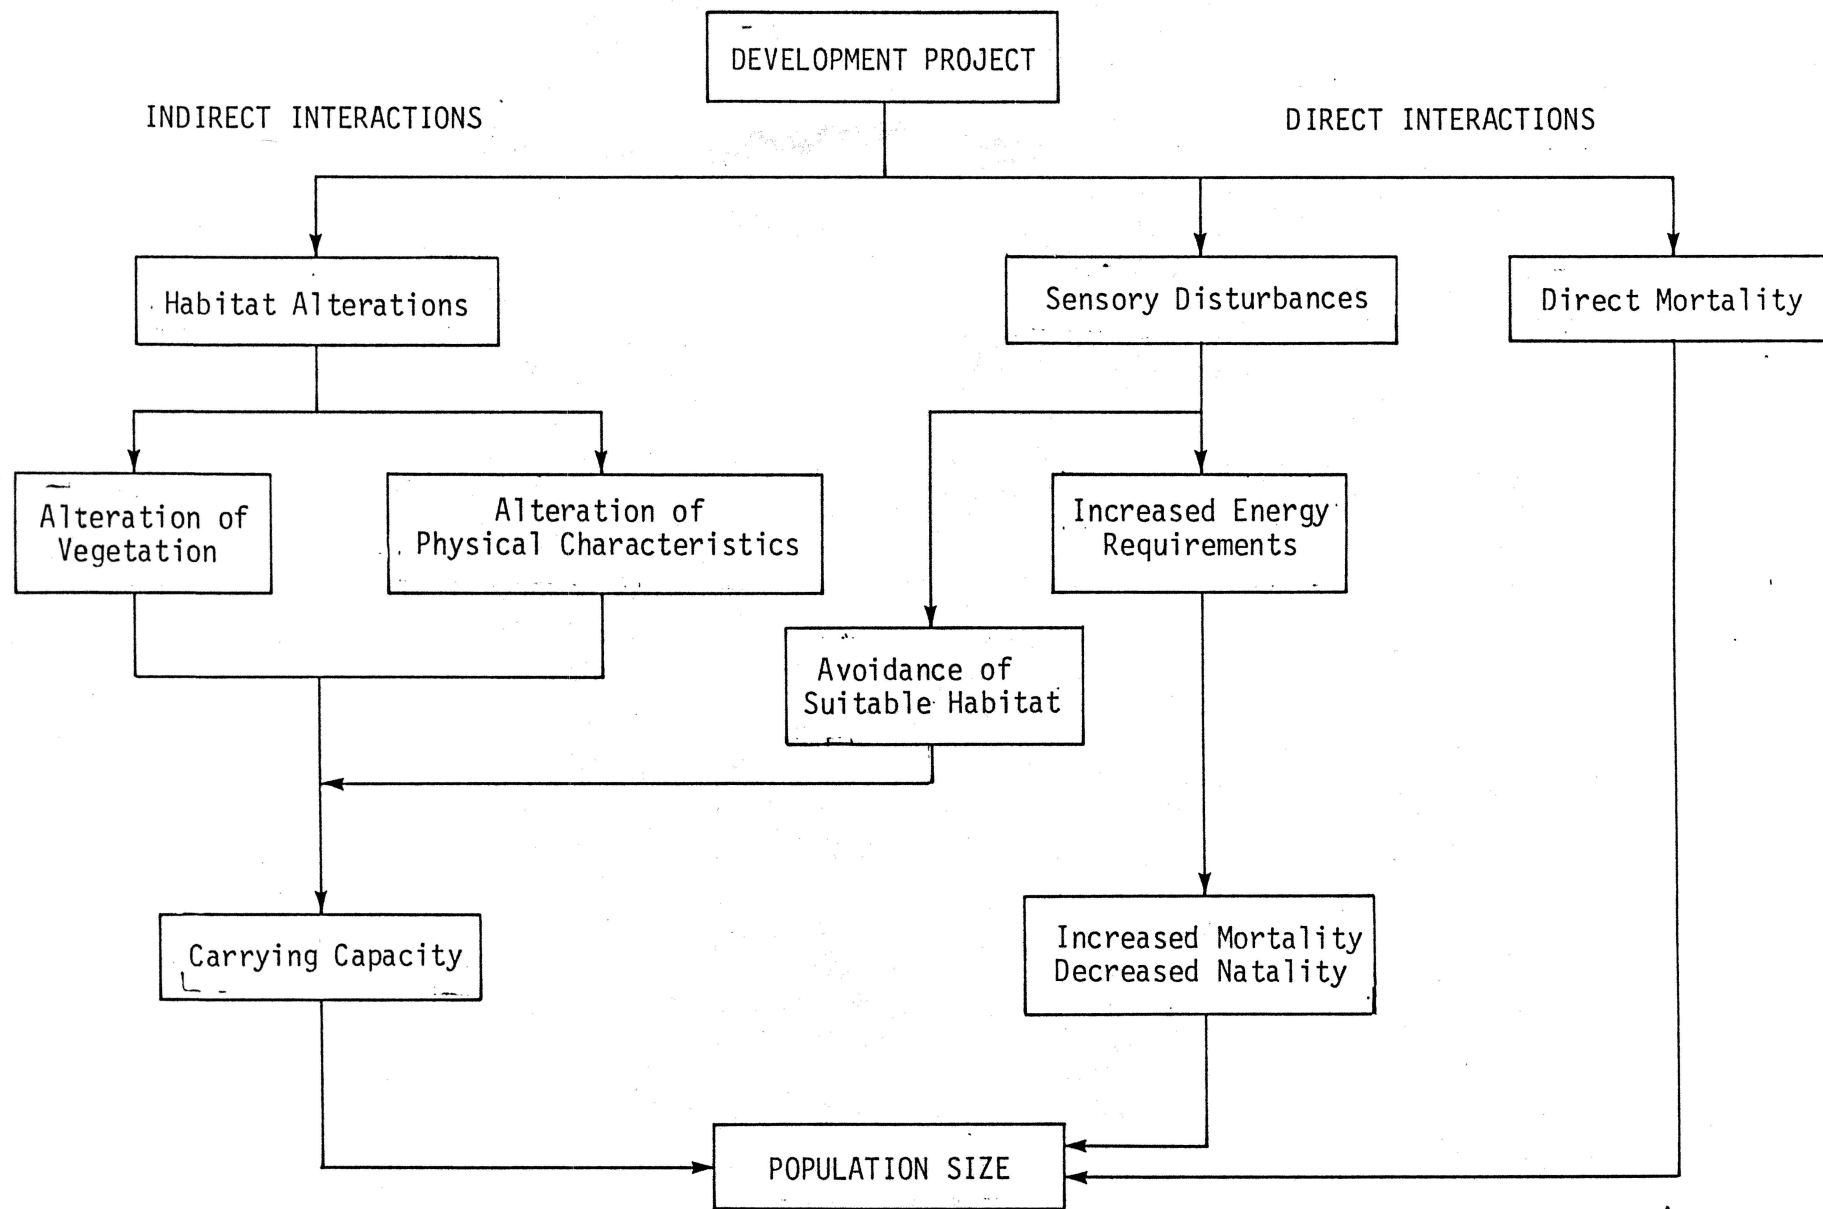 DEVELOPMENT PROJECT
INDIRECT INTERACTIONS
DIRECT INTERACTIONS
Habitat Alterations
Sensory Disturbances
Direct Mortality
Alteration of
Vegetation
Alteration of
Physical Characteristics
Increased Energy
Requirements
Avoidance of
Suitable Habitat
Carrying Capacity
Increased Mortality
Decreased Natality
POPULATION SIZE